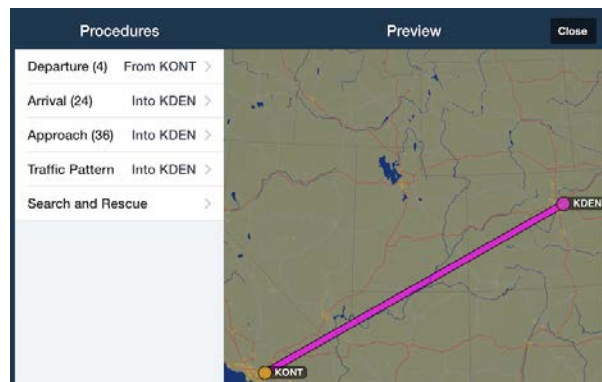 Procedures
Preview
Close
Departure (4) From KONT >
Arrival (24) Into KDEN >
Approach (36) Into KDEN >
Traffic Pattern Into KDEN >
Search and Rescue >
KDEN
KONT